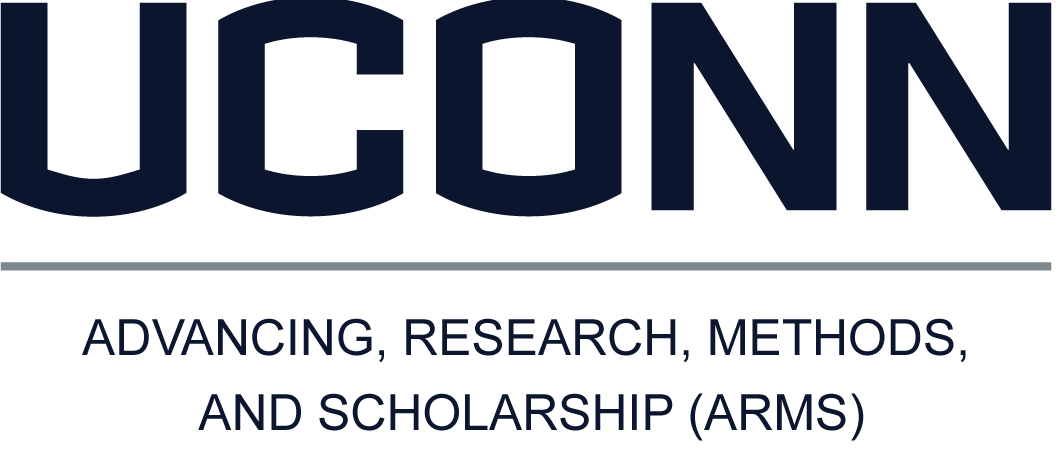 UCONN
ADVANCING, RESEARCH, METHODS,
AND SCHOLARSHIP (ARMS)